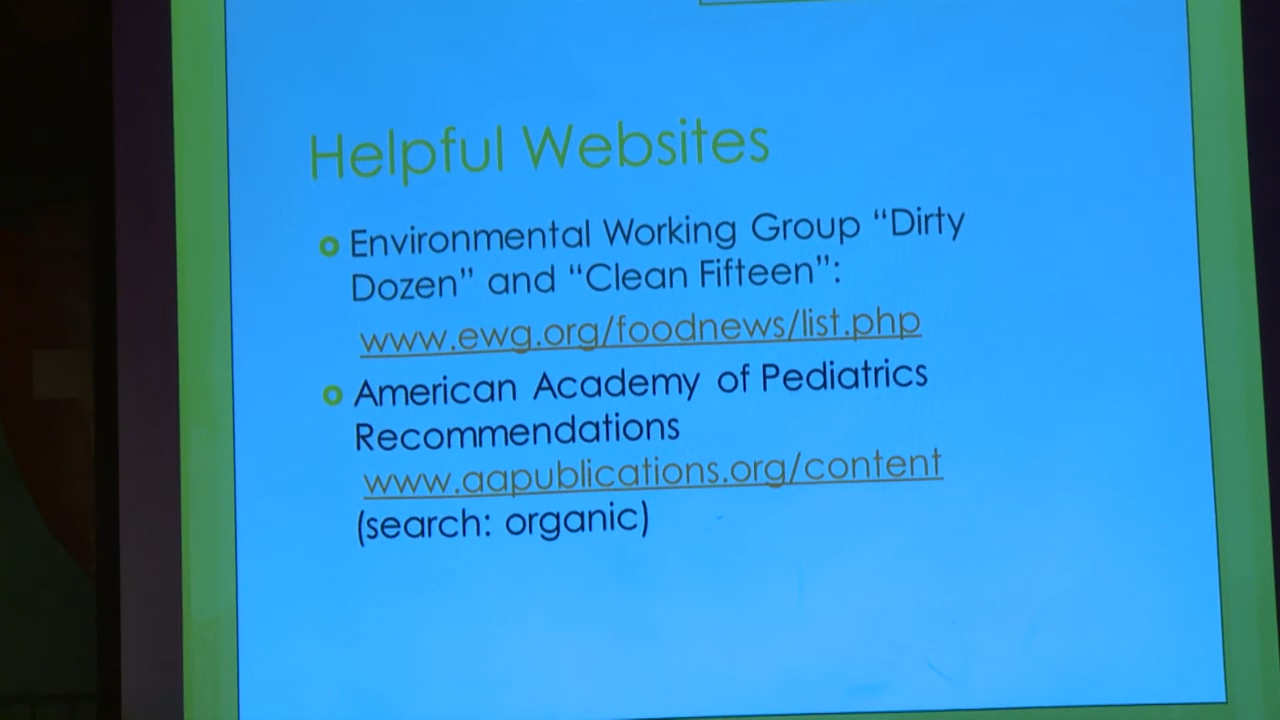 Helpful Websites
Environmental Working Group “Dirty
Dozen” and “Clean Fifteen”:
www.ewg.org/foodnews/list.php
American Academy of Pediatrics
Recommendations
www.aapublications.org/content
(search: organic)